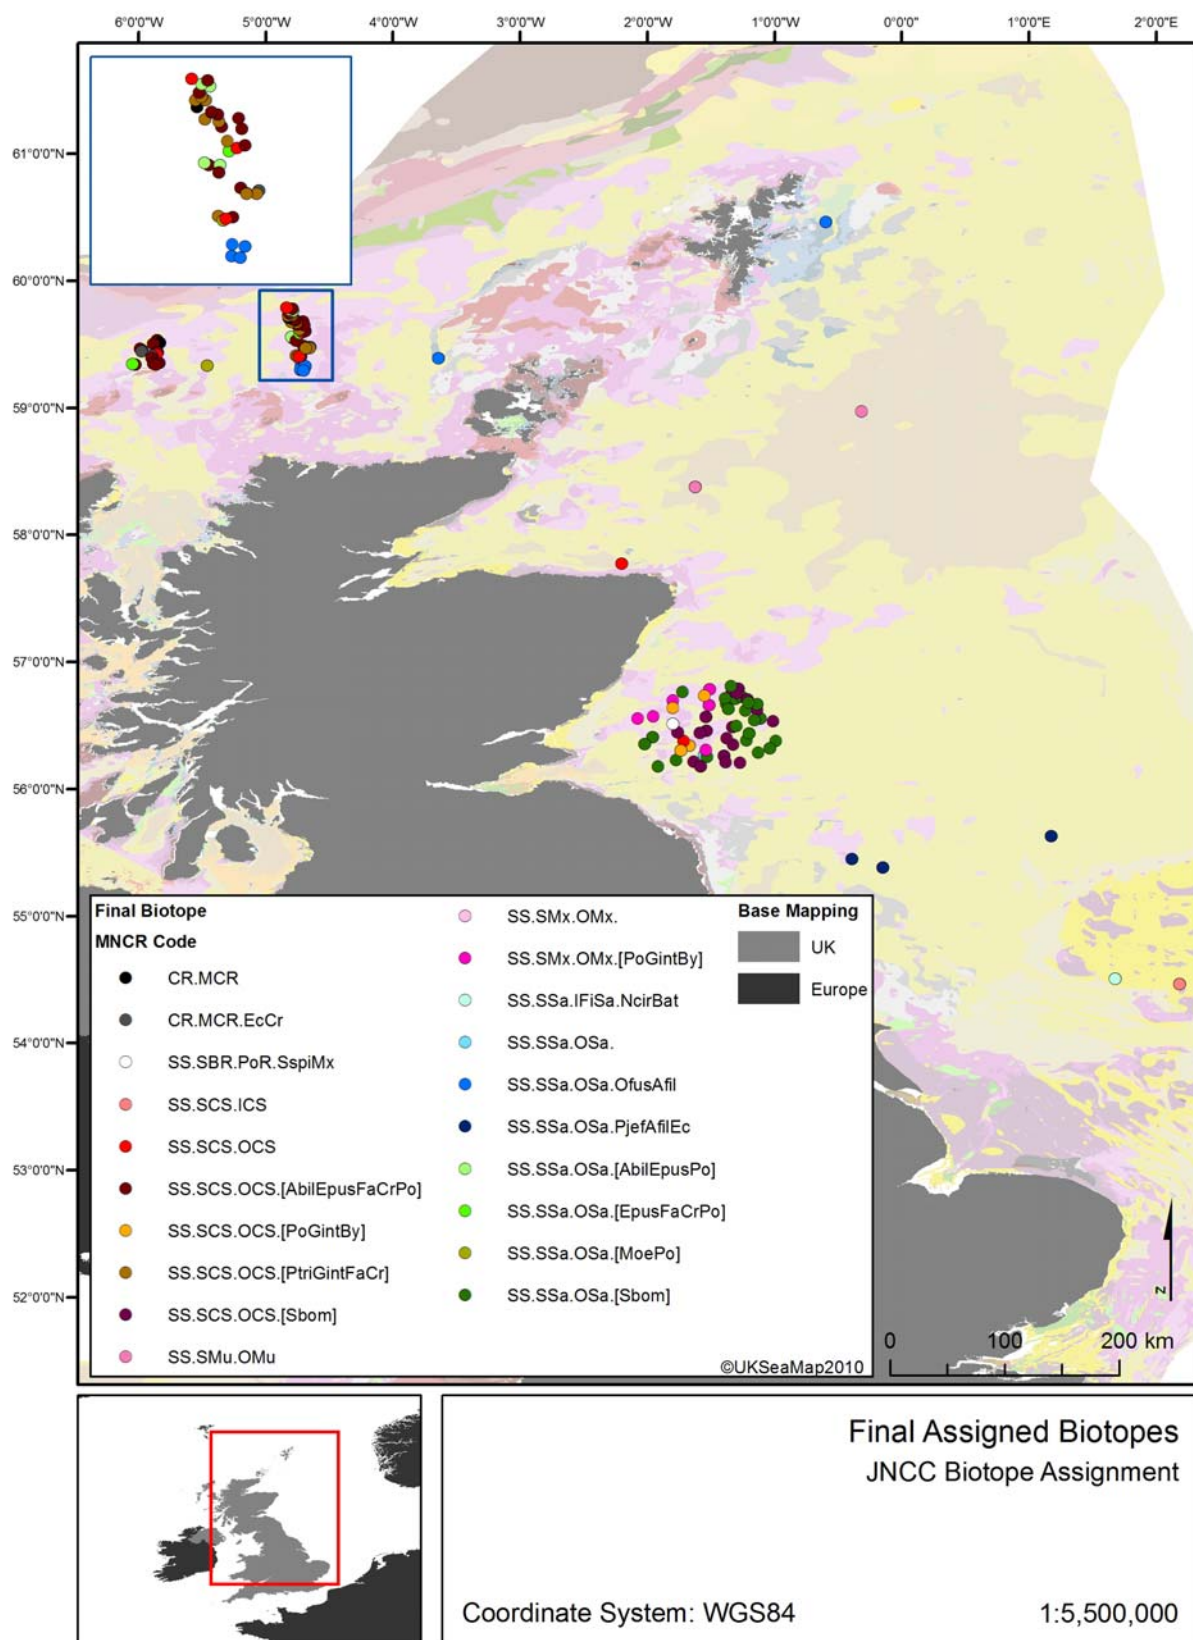 6°0'0"W 5°0'0"W 4°0'0"W 3°0'0"W 2°0'0"W 1°0'0"W 0°0'0" 1°0'0"E 2°0'0"E
61°0'0"N
60°0'0"N
59°0'0"N
58°0'0"N
57°0'0"N
56°0'0"N
55°0'0"N
54°0'0"N
53°0'0"N
52°0'0"N
Final Biotope
MNCR Code
CR.MCR
CR.MCR.EcCr
SS.SBR.PoR.SspiMx
SS.SCS.ICS
SS.SCS.OCS
SS.SCS.OCS.[AbilEpusFaCrPo]
SS.SCS.OCS.[PoGintBy]
SS.SCS.OCS.[PtriGintFaCr]
SS.SCS.OCS.[Sbom]
SS.SMu.OMu
SS.SMx.OMx.
SS.SMx.OMx.[PoGintBy]
SS.SSa.IFiSa.NcirBat
SS.SSa.OSa.
SS.SSa.OSa.OfusAfil
SS.SSa.OSa.PjefAfilEc
SS.SSa.OSa.[AbilEpusPo]
SS.SSa.OSa.[EpusFaCrPo]
SS.SSa.OSa.[MoePo]
SS.SSa.OSa.[Sbom]
Base Mapping
UK
Europe
©UKSeaMap2010
N
0 100 200 km
Final Assigned Biotopes
JNCC Biotope Assignment
Coordinate System: WGS84 1:5,500,000